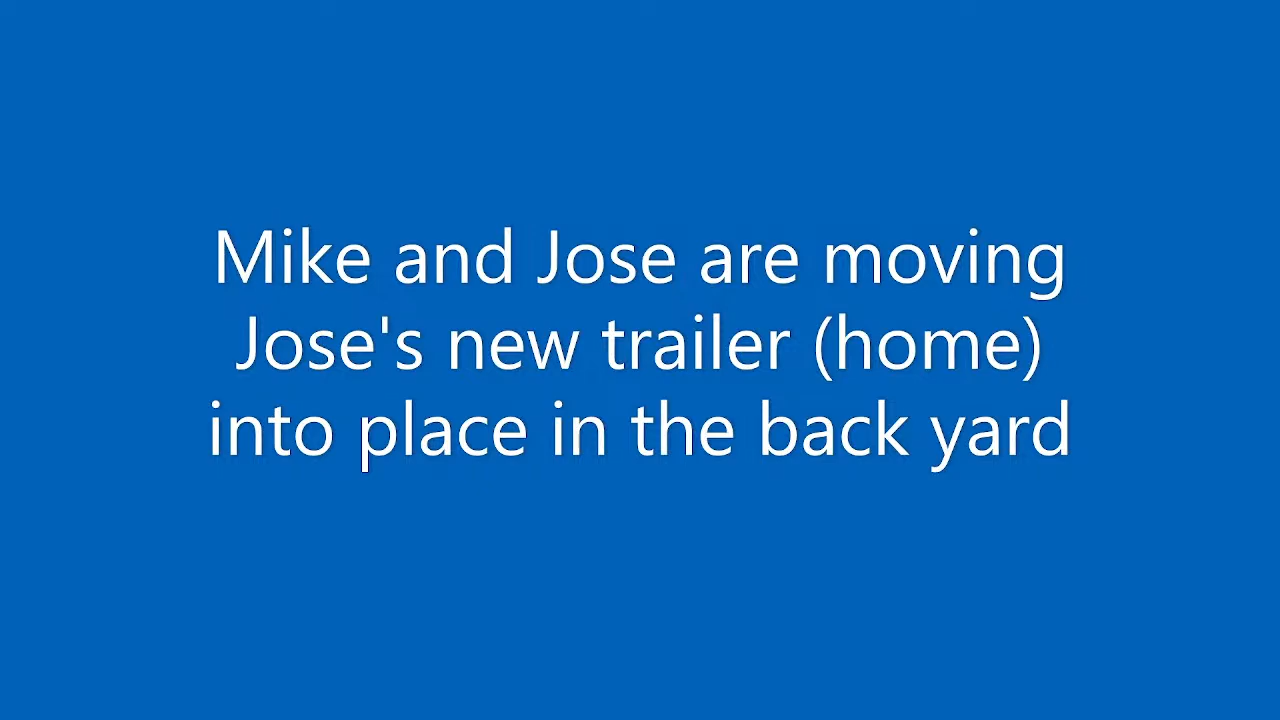 Mike and Jose are moving
Jose's new trailer (home)
into place in the back yard